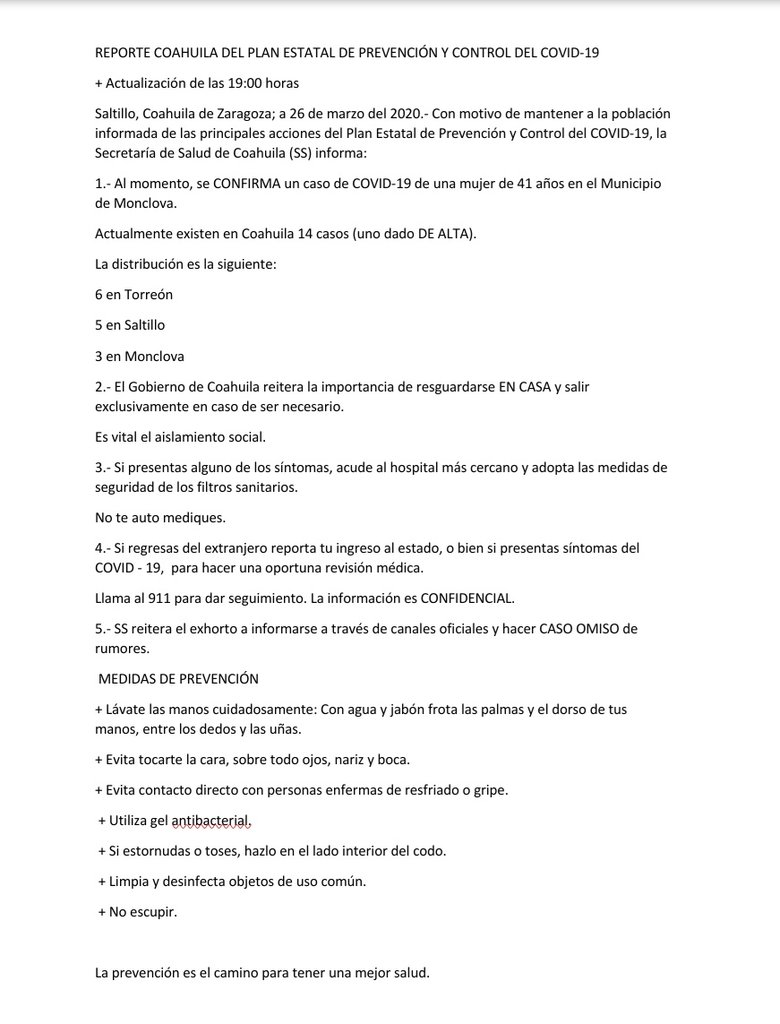 REPORTE COAHUILA DEL PLAN ESTATAL DE PREVENCIÓN Y CONTROL DEL COVID-19
+ Actualización de las 19:00 horas
Saltillo, Coahuila de Zaragoza; a 26 de marzo del 2020.- Con motivo de mantener a la población
informada de las principales acciones del Plan Estatal de Prevención y Control del COVID-19, la
Secretaría de Salud de Coahuila (SS) informa:
1.- Al momento, se CONFIRMA un caso de COVID-19 de una mujer de 41 años en el Municipio
de Monclova.
Actualmente existen en Coahuila 14 casos (uno dado DE ALTA).
La distribución es la siguiente:
6 en Torreón
5 en Saltillo
3 en Monclova
2.- El Gobierno de Coahuila reitera la importancia de resguardarse EN CASA y salir
exclusivamente en caso de ser necesario.
Es vital el aislamiento social.
3.- Si presentas alguno de los síntomas, acude al hospital más cercano y adopta las medidas de
seguridad de los filtros sanitarios.
No te auto mediques.
4.- Si regresas del extranjero reporta tu ingreso al estado, o bien si presentas síntomas del
COVID - 19,  para hacer una oportuna revisión médica.
Llama al 911 para dar seguimiento. La información es CONFIDENCIAL.
5.- SS reitera el exhorto a informarse a través de canales oficiales y hacer CASO OMISO de
rumores.
MEDIDAS DE PREVENCIÓN
+ Lávate las manos cuidadosamente: Con agua y jabón frota las palmas y el dorso de tus
manos, entre los dedos y las uñas.
+ Evita tocarte la cara, sobre todo ojos, nariz y boca.
+ Evita contacto directo con personas enfermas de resfriado o gripe.
+ Utiliza gel antibacterial.
+ Si estornudas o toses, hazlo en el lado interior del codo.
+ Limpia y desinfecta objetos de uso común.
+ No escupir.
La prevención es el camino para tener una mejor salud.